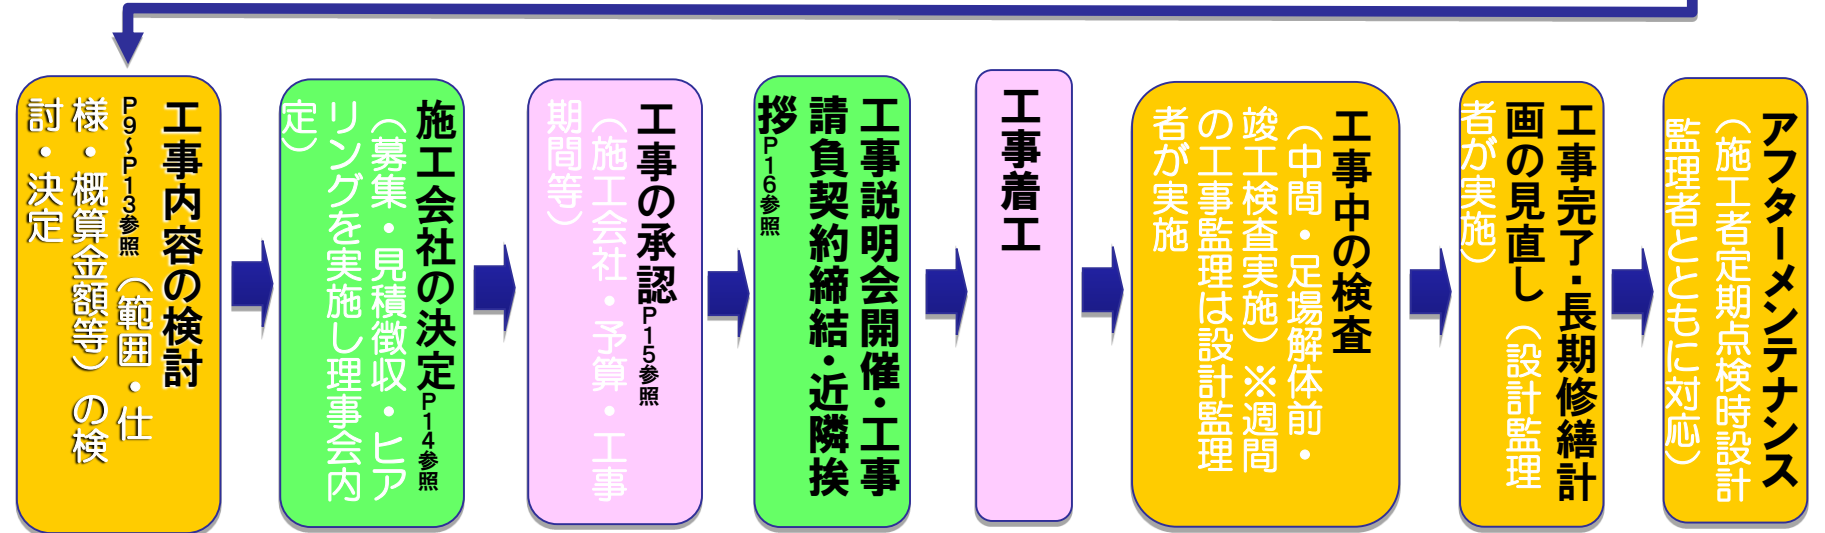 工事内容の検討
P9~P13参照 （範囲・仕
様・概算金額等）の検
討・決定
施工会社の決定P14参照
（募集・見積徴収・ヒア
リングを実施し理事会内
定）
工事の承認P15参照
（施工会社・予算・工事
期間等）
工事説明会開催・工事
請負契約締結・近隣挨
拶P16参照
工事着工
工事中の検査
（中間・足場解体前・
竣工検査実施）※週間
の工事監理は設計監理
者が実施
工事完了・長期修繕計
画の見直し（設計監理
者が実施）
アフターメンテナンス
（施工者定期点検時設計
監理者とともに対応）